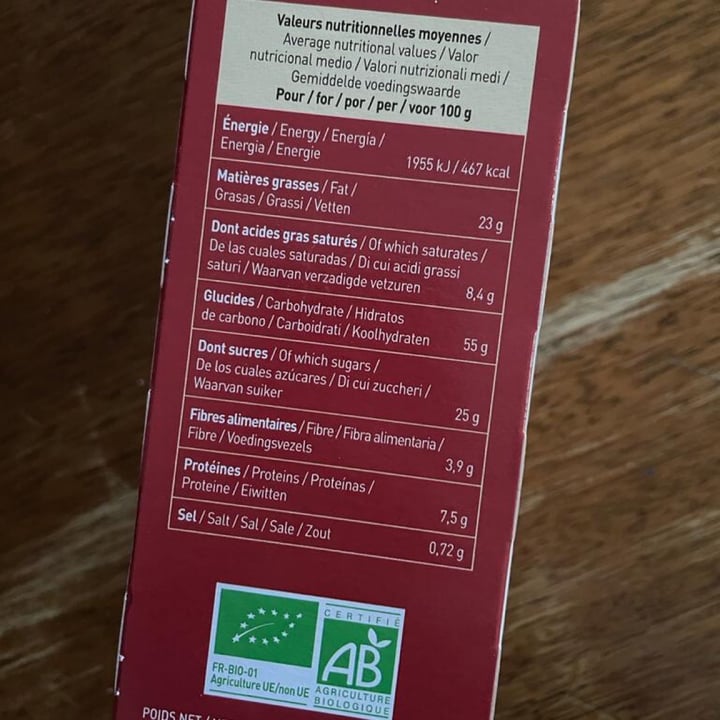 Valeurs nutritionnelles moyennes /
Average nutritional values / Valor
nutricional medio / Valori nutrizionali medi /
Gemiddelde voedingswaarde
Pour / for / por / per / voor 100 g
Énergie / Energy / Energía /
Energia / Energie
1955 kJ / 467 kcal
Matières grasses / Fat /
Grasas / Grassi / Vetten
23 g
Dont acides gras saturés / Of which saturates /
De las cuales saturadas / Di cui acidi grassi
saturi / Waarvan verzadigde vetzuren
8,4 g
Glucides / Carbohydrate / Hidratos
de carbono / Carboidrati / Koolhydraten
55 g
Dont sucres / Of which sugars /
De los cuales azúcares / Di cui zuccheri /
Waarvan suiker
25 g
Fibres alimentaires / Fibre / Fibra alimentaria /
Fibre / Voedingsvezels
3,9 g
Protéines / Proteins / Proteínas /
Proteine / Eiwitten
7,5 g
Sel / Salt / Sal / Sale / Zout
0,72 g
CERTIFIÉ
AB
AGRICULTURE
BIOLOGIQUE
FR-BIO-01
Agriculture UE/non UE
POIDS NET /